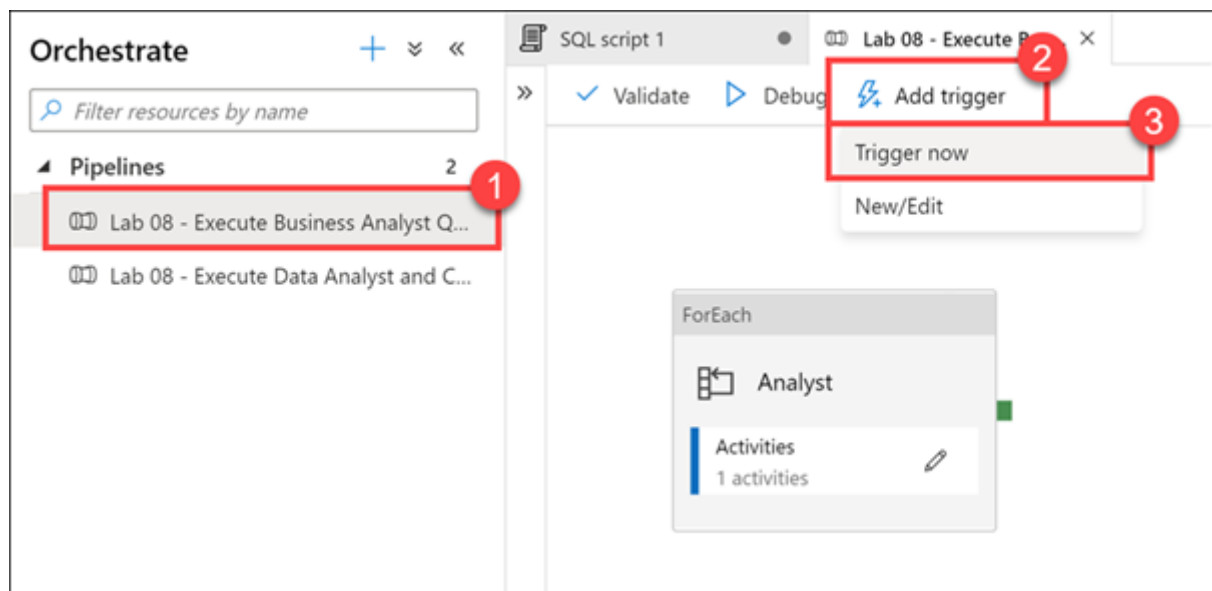 Orchestrate
SQL script 1
Lab 08 - Execute B... ×
2
Filter resources by name
Validate
Debug
Add trigger
3
Pipelines 2
Trigger now
1
Lab 08 - Execute Business Analyst Q...
New/Edit
Lab 08 - Execute Data Analyst and C...
ForEach
Analyst
Activities
1 activities